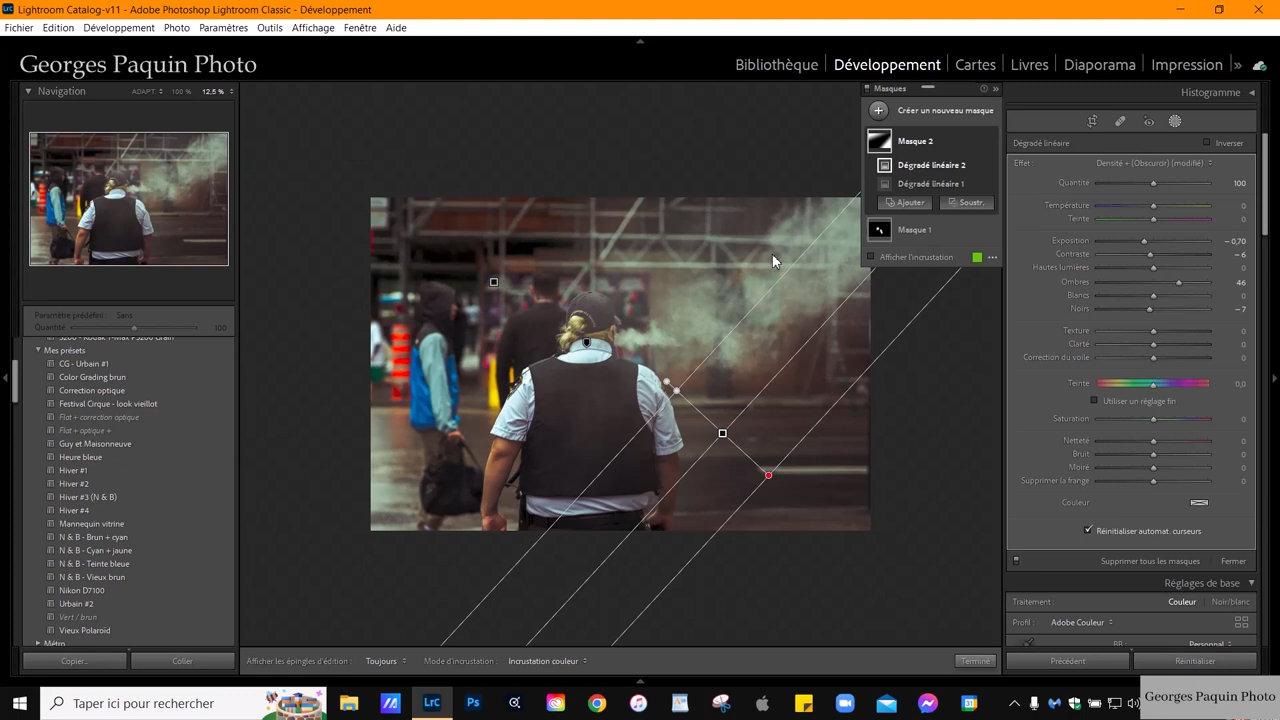 Lightroom Catalog-v11 - Adobe Photoshop Lightroom Classic - Développement
Fichier Edition Développement Photo Paramètres Outils Affichage Fenêtre Aide
Georges Paquin Photo
Bibliothèque Développement Cartes Livres Diaporama Impression »
Navigation ADAPT. 100 % 12,5 %
Masques
Histogramme
Créer un nouveau masque
Masque 2
Dégradé linéaire 2
Dégradé linéaire 1
Ajouter Soustr.
Masque 1
Afficher l'incrustation
Dégradé linéaire Inverser
Effet : Densité + (Obscurcir) (modifié)
Quantité 100
Température 0
Teinte 0
Exposition – 0,70
Contraste – 6
Hautes lumières 0
Ombres 46
Blancs 0
Noirs – 7
Texture 0
Clarté 0
Correction du voile 0
Teinte 0,0
Utiliser un réglage fin
Saturation 0
Netteté 0
Bruit 0
Moiré 0
Supprimer la frange 0
Couleur
Réinitialiser automat. curseurs
Supprimer tous les masques Fermer
Réglages de base
Traitement : Couleur Noir/blanc
Profil : Adobe Couleur
BB : Personnal
Précédent Réinitialiser
Paramètre prédéfini : Sans
Quantité 100
Mes présets
CG - Urbain #1
Color Grading brun
Correction optique
Festival Cirque - look vieillot
Flat + correction optique
Flat + optique +
Guy et Maisonneuve
Heure bleue
Hiver #1
Hiver #2
Hiver #3 (N & B)
Hiver #4
Mannequin vitrine
N & B - Brun + cyan
N & B - Cyan + jaune
N & B - Teinte bleue
N & B - Vieux brun
Nikon D7100
Urbain #2
Vert / brun
Vieux Polaroid
Métro
Copier... Coller
Afficher les épingles d'édition : Toujours Mode d'incrustation : Incrustation couleur Terminé
Taper ici pour rechercher
LrC Ps
Georges Paquin Photo